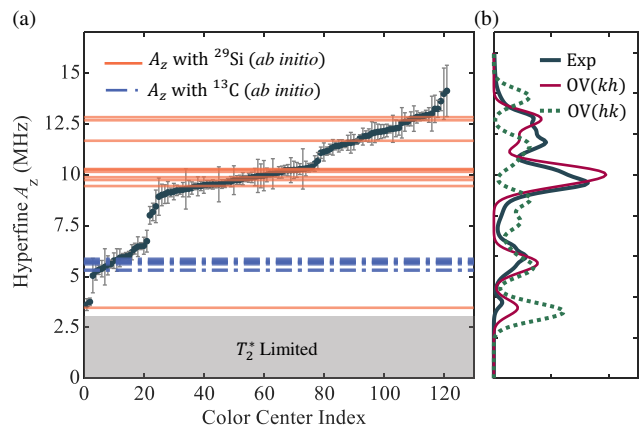 (a)
(b)
A_z with ²⁹Si (ab initio)
A_z with ¹³C (ab initio)
Exp
OV(kh)
OV(hk)
Hyperfine A_z (MHz)
15
12.5
10
7.5
5
2.5
0
T₂* Limited
0 20 40 60 80 100 120
Color Center Index